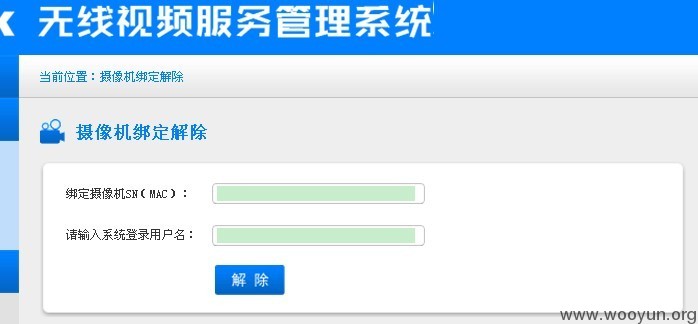 无线视频服务管理系统
当前位置：摄像机绑定解除
摄像机绑定解除
绑定摄像机SN（MAC）：
请输入系统登录用户名：
解 除
www.wooyun.org